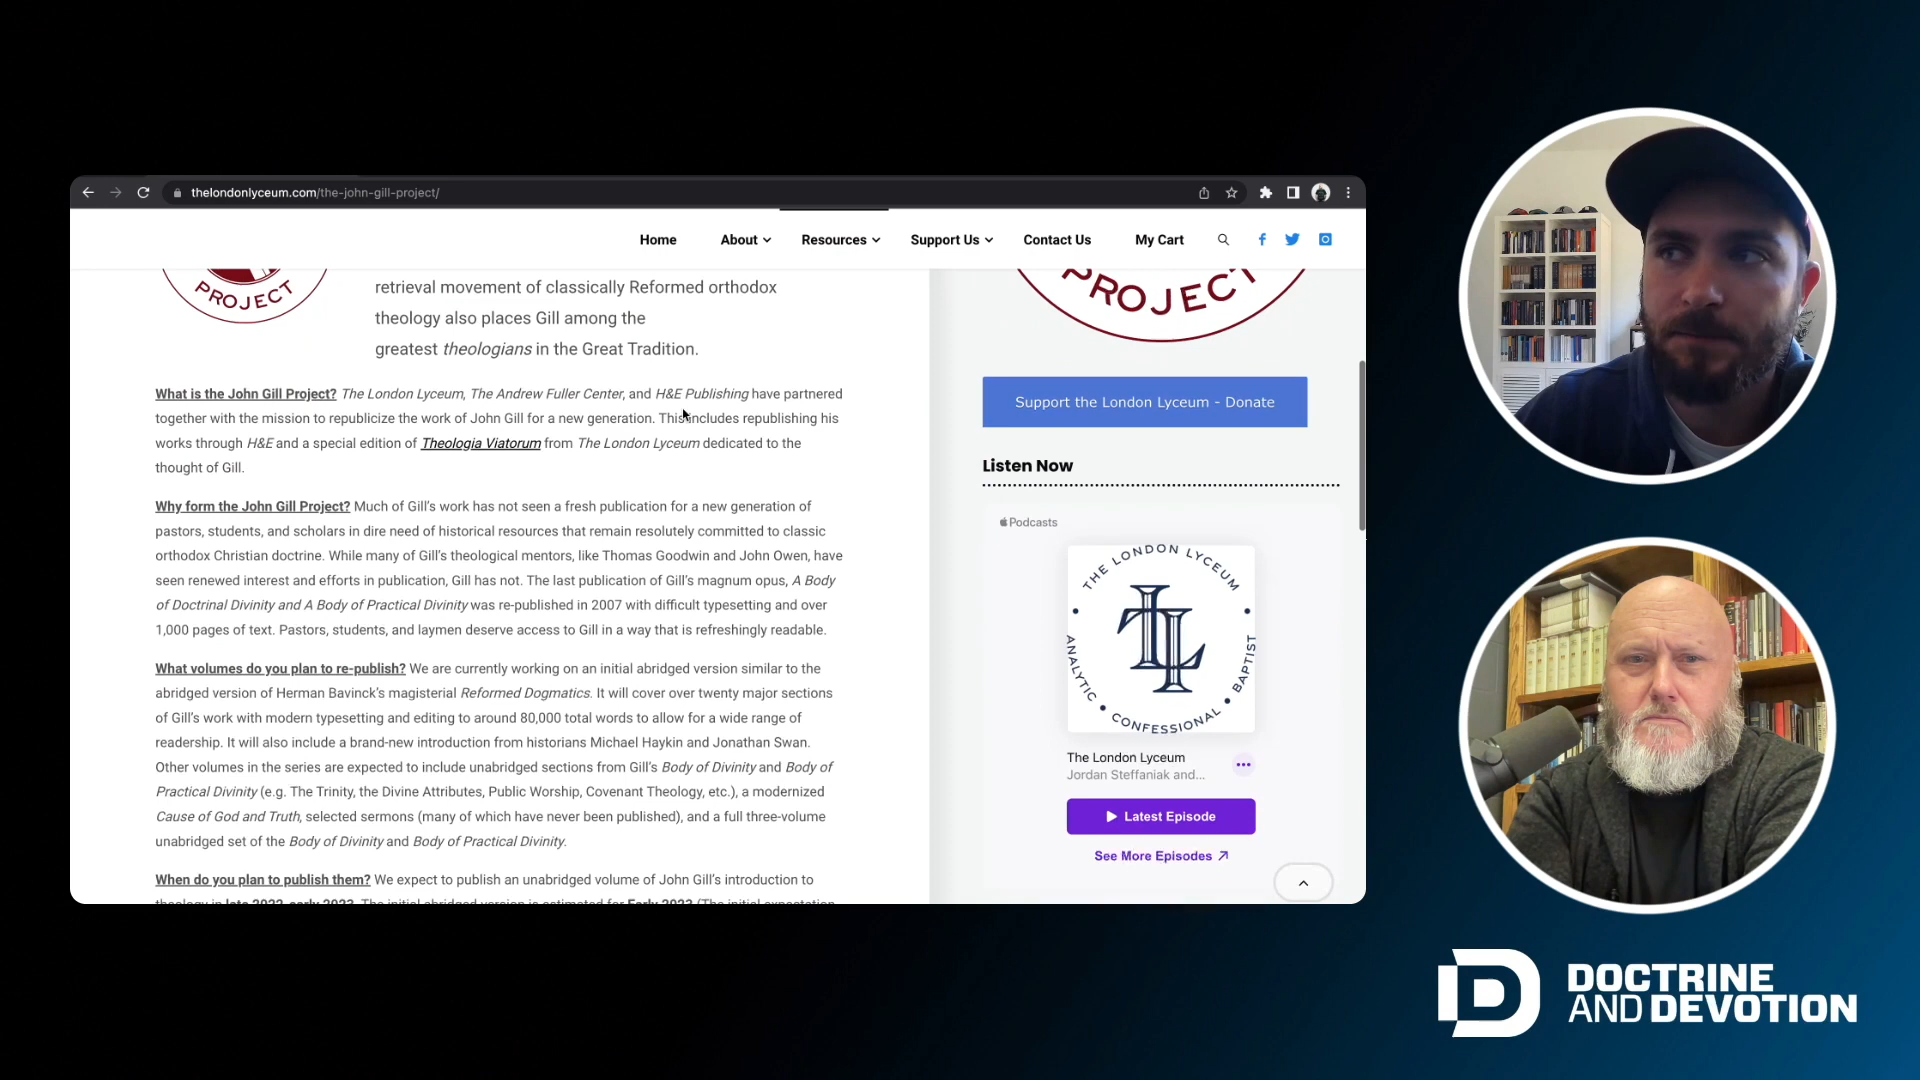 thelondonlyceum.com/the-john-gill-project/
Home About Resources Support Us Contact Us My Cart
PROJECT
retrieval movement of classically Reformed orthodox
theology also places Gill among the
greatest theologians in the Great Tradition.
What is the John Gill Project? The London Lyceum, The Andrew Fuller Center, and H&E Publishing have partnered
together with the mission to republicize the work of John Gill for a new generation. This includes republishing his
works through H&E and a special edition of Theologia Viatorum from The London Lyceum dedicated to the
thought of Gill.
Why form the John Gill Project? Much of Gill’s work has not seen a fresh publication for a new generation of
pastors, students, and scholars in dire need of historical resources that remain resolutely committed to classic
orthodox Christian doctrine. While many of Gill’s theological mentors, like Thomas Goodwin and John Owen, have
seen renewed interest and efforts in publication, Gill has not. The last publication of Gill’s magnum opus, A Body
of Doctrinal Divinity and A Body of Practical Divinity was re-published in 2007 with difficult typesetting and over
1,000 pages of text. Pastors, students, and laymen deserve access to Gill in a way that is refreshingly readable.
What volumes do you plan to re-publish? We are currently working on an initial abridged version similar to the
abridged version of Herman Bavinck’s magisterial Reformed Dogmatics. It will cover over twenty major sections
of Gill’s work with modern typesetting and editing to around 80,000 total words to allow for a wide range of
readership. It will also include a brand-new introduction from historians Michael Haykin and Jonathan Swan.
Other volumes in the series are expected to include unabridged sections from Gill’s Body of Divinity and Body of
Practical Divinity (e.g. The Trinity, the Divine Attributes, Public Worship, Covenant Theology, etc.), a modernized
Cause of God and Truth, selected sermons (many of which have never been published), and a full three-volume
unabridged set of the Body of Divinity and Body of Practical Divinity.
When do you plan to publish them? We expect to publish an unabridged volume of John Gill’s introduction to
theology in late 2022-early 2023. The initial abridged version is estimated for Early 2023 (The initial expectation
PROJECT
Support the London Lyceum - Donate
Listen Now
Podcasts
THE LONDON LYCEUM
TLL
ANALYTIC • CONFESSIONAL • BAPTIST
The London Lyceum
Jordan Steffaniak and...
Latest Episode
See More Episodes
D
DOCTRINE
AND DEVOTION